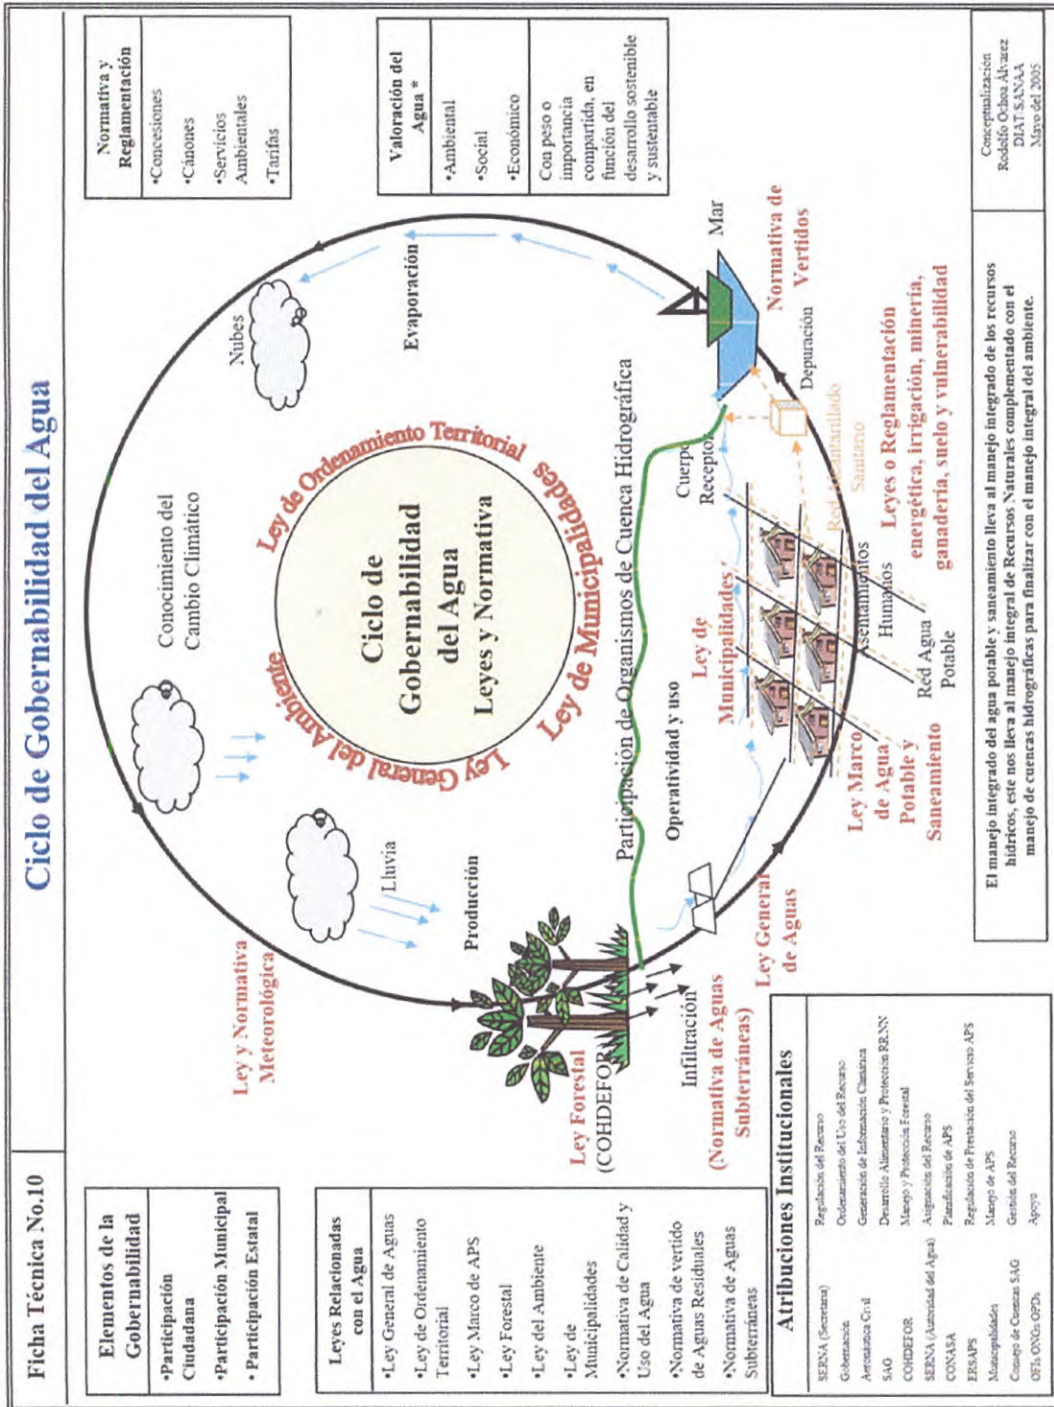 Ficha Técnica No.10
Ciclo de Gobernabilidad del Agua
Elementos de la
Gobernabilidad
•Participación
Ciudadana
•Participación Municipal
• Participación Estatal
Leyes Relacionadas
con el Agua
•Ley General de Aguas
•Ley de Ordenamiento
Territorial
•Ley Marco de APS
•Ley Forestal
•Ley del Ambiente
•Ley de
Municipalidades
•Normativa de Calidad y
Uso del Agua
•Normativa de vertido
de Aguas Residuales
•Normativa de Aguas
Subterráneas
Atribuciones Institucionales
SERNA (Secretaria) Regulación del Recurso
Gobernación Ordenamiento del Uso del Recurso
Aeronáutica Civil Generación de Información Climática
SAG Desarrollo Alimentario y Protección RR.NN
COHDEFOR Manejo y Protección Forestal
SERNA (Autoridad del Agua) Asignación del Recurso
CONASA Planificación de APS
ERSAPS Regulación de Prestación del Servicio APS
Municipalidades Manejo de APS
Consejo de Cuencas SAG Gestión del Recurso
OFIs ONGs OPDs Apoyo
Ley y Normativa
Meteorológica
Conocimiento del
Cambio Climático
Nubes
Lluvia
Producción
Evaporación
Ley General del Ambiente
Ley de Ordenamiento Territorial
Ley de Municipalidades
Ciclo de
Gobernabilidad
del Agua
Leyes y Normativa
Ley Forestal
(COHDEFOR
Infiltración
(Normativa de Aguas
Subterráneas)
Participación de Organismos de Cuenca Hidrográfica
Operatividad y uso
Ley General
de Aguas
Ley de
Municipalidades
Cuerpo
Receptor
Mar
Normativa de
Vertidos
Depuración
Red Alcantarillado
Sanitario
Asentamientos
Humanos
Red Agua
Potable
Ley Marco
de Agua
Potable y
Saneamiento
Leyes o Reglamentación
energética, irrigación, minería,
ganadería, suelo y vulnerabilidad
Normativa y
Reglamentación
•Concesiones
•Cánones
•Servicios
Ambientales
•Tarifas
Valoración del
Agua *
•Ambiental
•Social
•Económico
Con peso o
importancia
compartida, en
función del
desarrollo sostenible
y sustentable
El manejo integrado del agua potable y saneamiento lleva al manejo integrado de los recursos
hídricos, este nos lleva al manejo integral de Recursos Naturales complementado con el
manejo de cuencas hidrográficas para finalizar con el manejo integral del ambiente.
Conceptualización
Rodolfo Ochoa Álvarez
DIAT-SANAA
Mayo del 2005